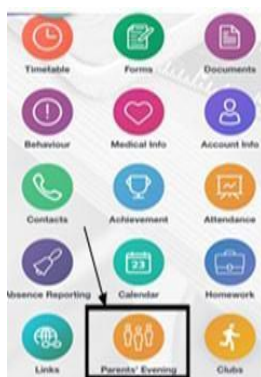 Timetable Forms Documents
Behaviour Medical Info Account Info
Contacts Achievement Attendance
23
Absence Reporting Calendar Homework
Links Parents' Evening Clubs